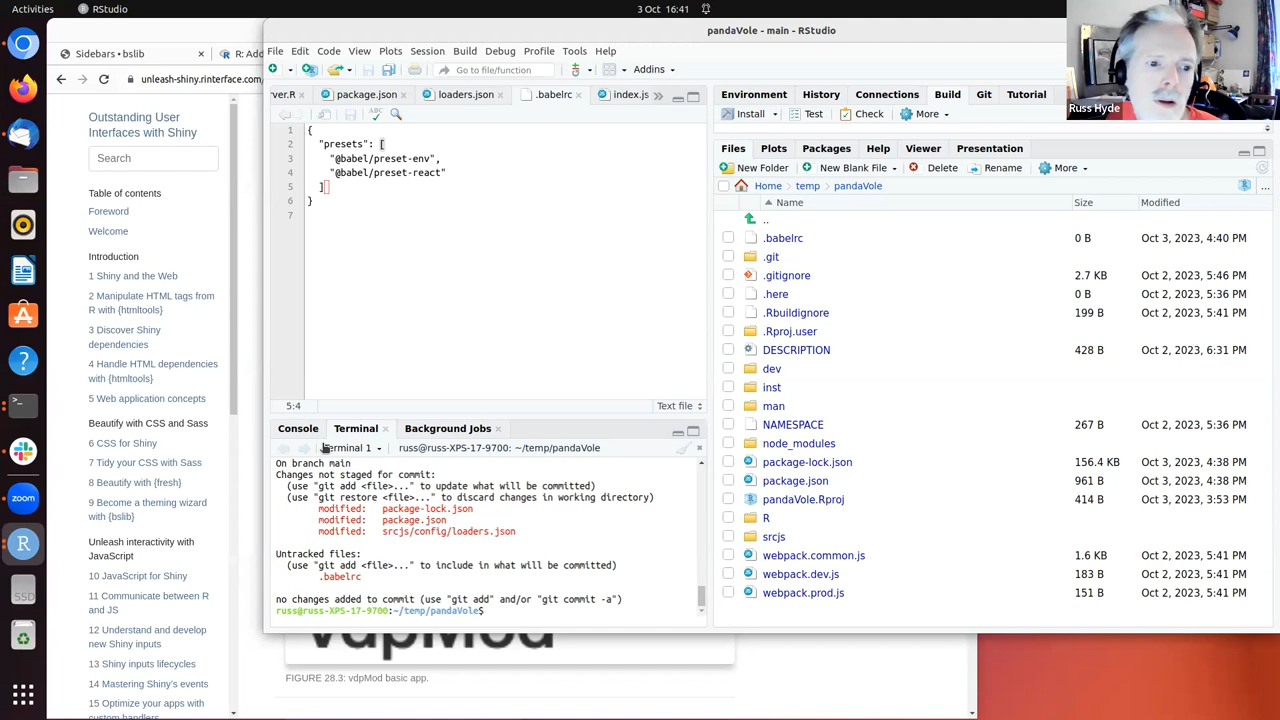 Activities
RStudio
3 Oct 16:41
Sidebars • bslib
R: Add
unleash-shiny.rinterface.com/
Outstanding User
Interfaces with Shiny
Search
Table of contents
Foreword
Welcome
Introduction
1 Shiny and the Web
2 Manipulate HTML tags from
R with {htmltools}
3 Discover Shiny
dependencies
4 Handle HTML dependencies
with {htmltools}
5 Web application concepts
Beautify with CSS and Sass
6 CSS for Shiny
7 Tidy your CSS with Sass
8 Beautify with {fresh}
9 Become a theming wizard
with {bslib}
Unleash interactivity with
JavaScript
10 JavaScript for Shiny
11 Communicate between R
and JS
12 Understand and develop
new Shiny inputs
13 Shiny inputs lifecycles
14 Mastering Shiny's events
15 Optimize your apps with
custom handlers
SSD
pandaVole - main - RStudio
File Edit Code View Plots Session Build Debug Profile Tools Help
Go to file/function
Addins
rver.R
package.json
loaders.json
.babelrc
index.js
ABC
1 {
2 "presets": [
3 "@babel/preset-env",
4 "@babel/preset-react"
5 ]
6 }
7
5:4
Text file
Console Terminal Background Jobs
Terminal 1
russ@russ-XPS-17-9700: ~/temp/pandaVole
On branch main
Changes not staged for commit:
(use "git add <file>..." to update what will be committed)
(use "git restore <file>..." to discard changes in working directory)
modified: package-lock.json
modified: package.json
modified: srcjs/config/loaders.json
Untracked files:
(use "git add <file>..." to include in what will be committed)
.babelrc
no changes added to commit (use "git add" and/or "git commit -a")
russ@russ-XPS-17-9700:~/temp/pandaVole$
Environment History Connections Build Git Tutorial
Install Test Check More
Files Plots Packages Help Viewer Presentation
New Folder New Blank File Delete Rename More
Home temp pandaVole
Name Size Modified
..
.babelrc 0 B Oct 3, 2023, 4:40 PM
.git
.gitignore 2.7 KB Oct 2, 2023, 5:46 PM
.here 0 B Oct 2, 2023, 5:36 PM
.Rbuildignore 199 B Oct 2, 2023, 5:41 PM
.Rproj.user
DESCRIPTION 428 B Oct 2, 2023, 6:31 PM
dev
inst
man
NAMESPACE 267 B Oct 2, 2023, 5:36 PM
node_modules
package-lock.json 156.4 KB Oct 3, 2023, 4:38 PM
package.json 961 B Oct 3, 2023, 4:38 PM
pandaVole.Rproj 414 B Oct 3, 2023, 3:53 PM
R
srcjs
webpack.common.js 1.6 KB Oct 2, 2023, 5:41 PM
webpack.dev.js 183 B Oct 2, 2023, 5:41 PM
webpack.prod.js 151 B Oct 2, 2023, 5:41 PM
vdpMod
FIGURE 28.3: vdpMod basic app.
Russ Hyde
zoom